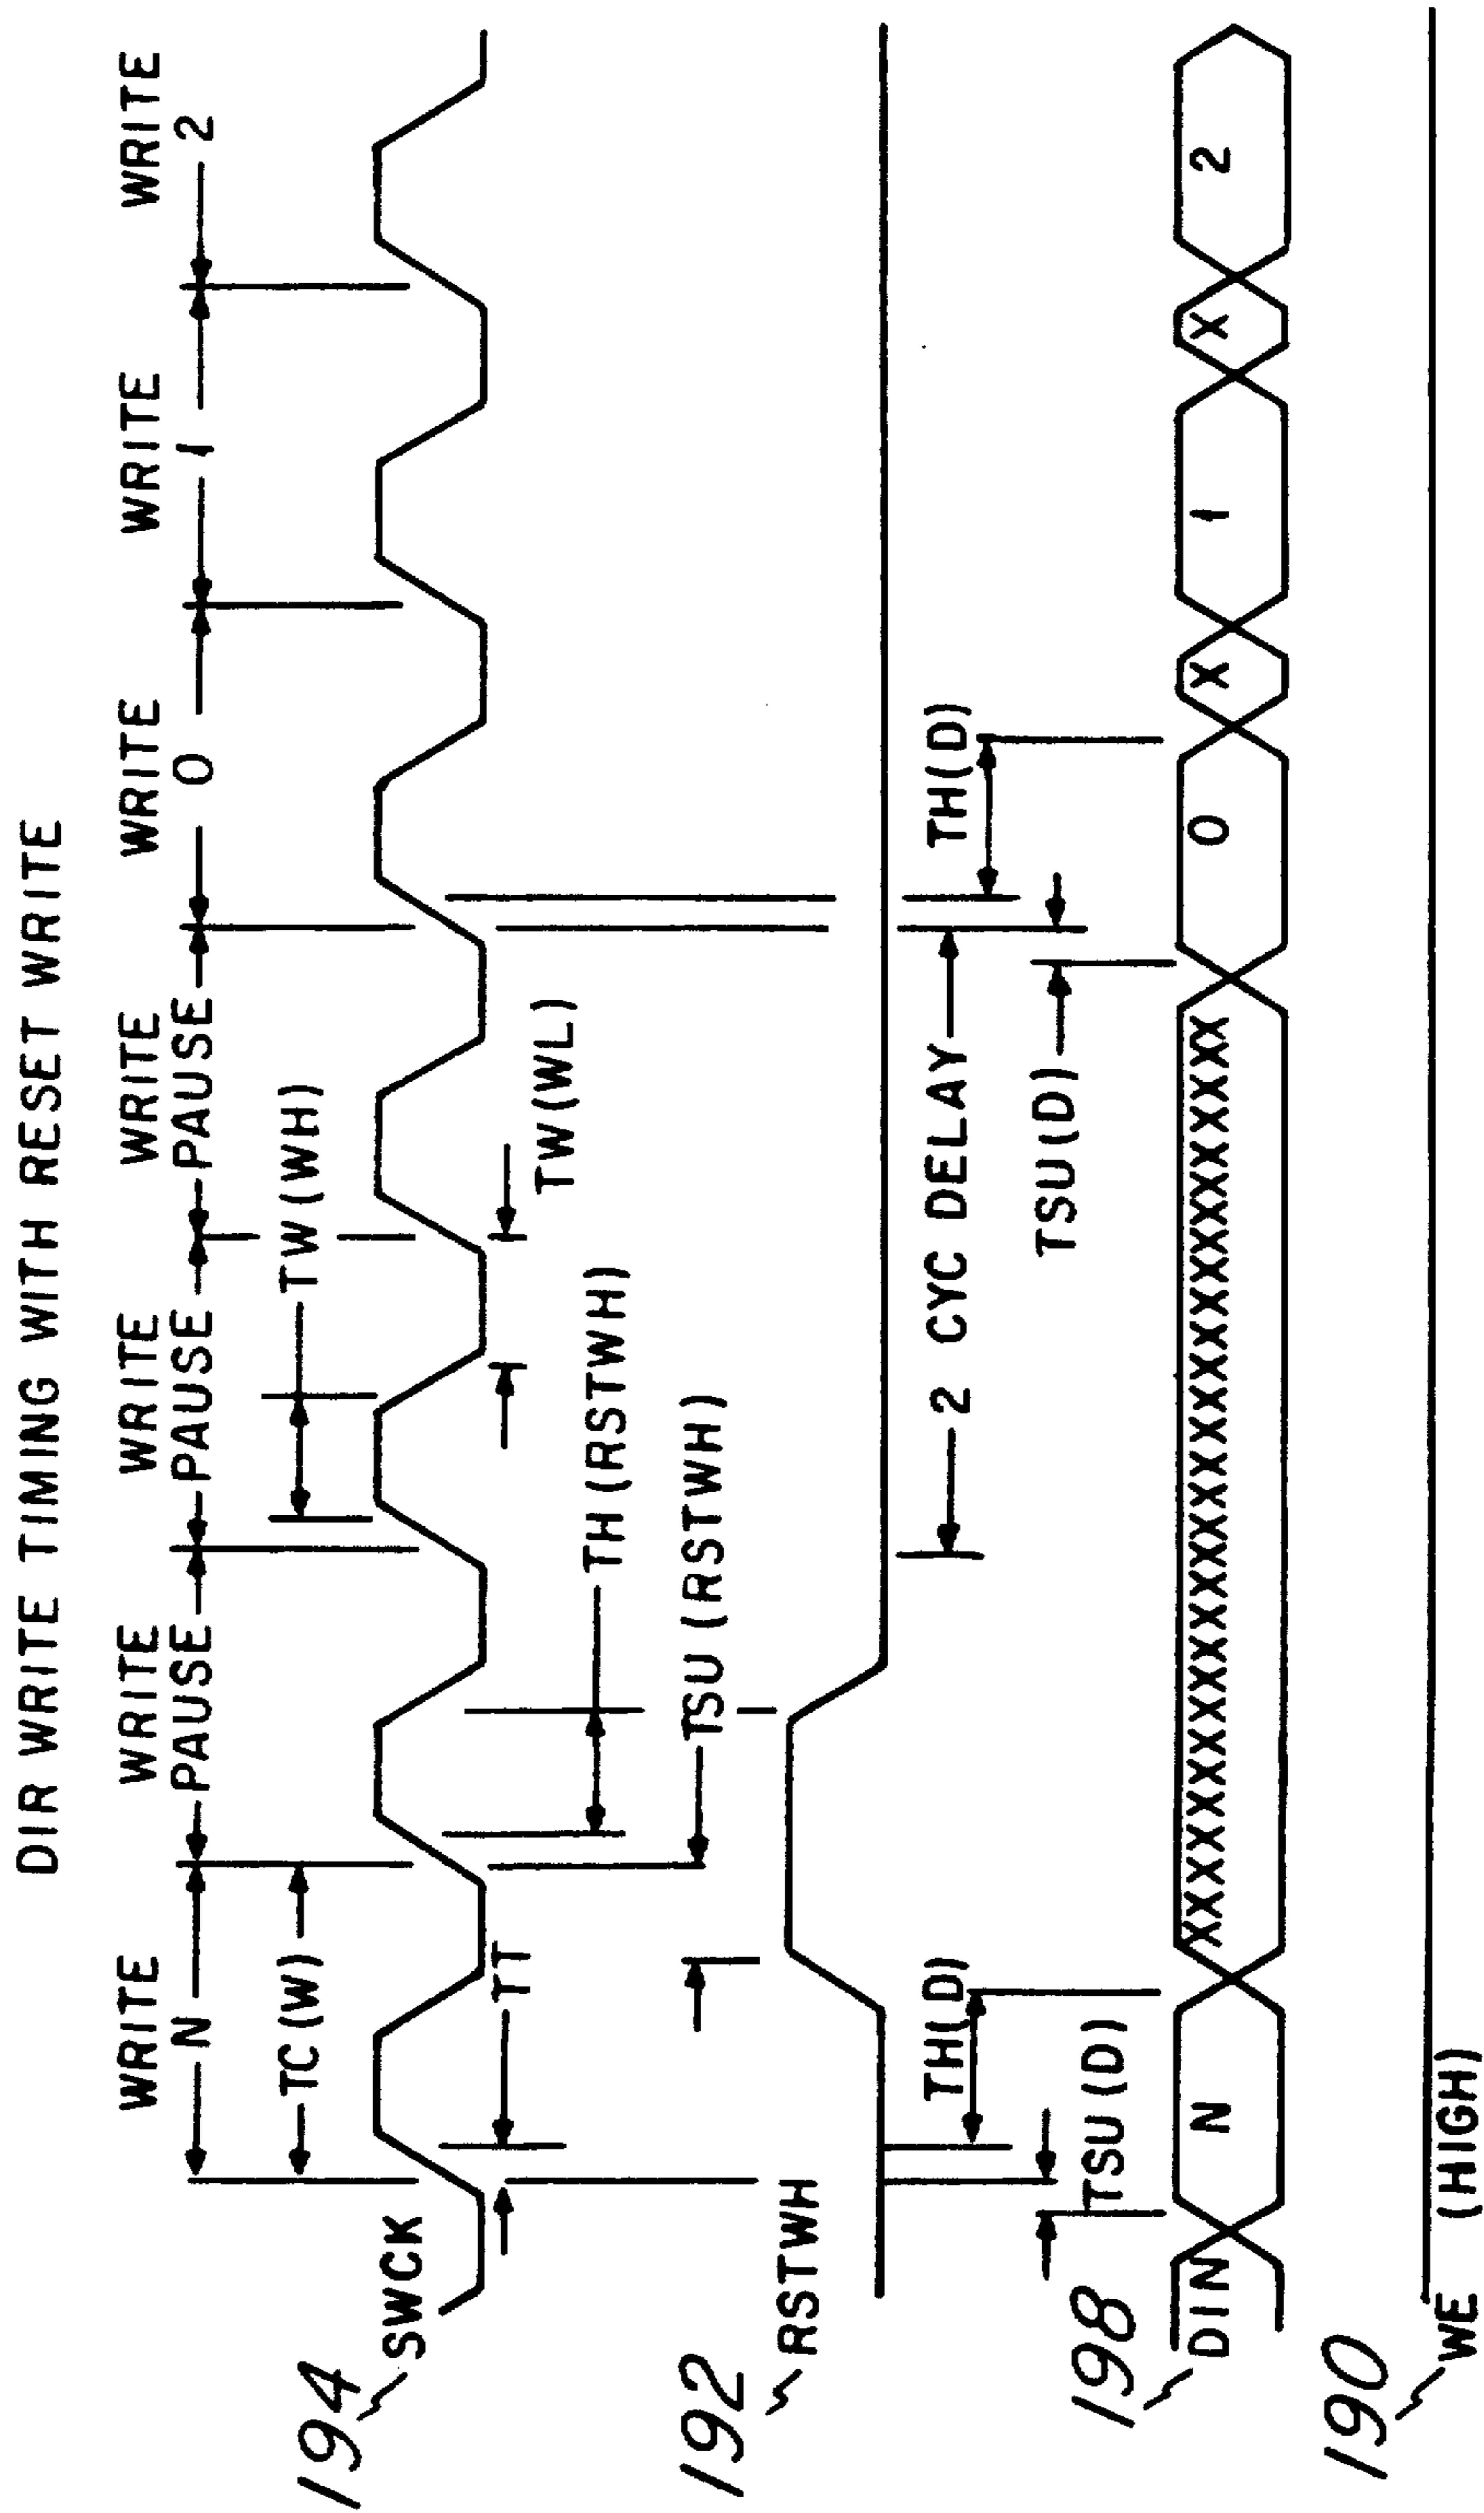 DIR WRITE TIMING WITH RESET WRITE
WRITE N
WRITE PAUSE
WRITE PAUSE
WRITE PAUSE
WRITE 0
WRITE 1
WRITE 2
TC(W)
TW(WH)
194
SWCK
TT
TW(WL)
TH(RSTWH)
TSU(RSTWH)
192
RSTWH
TH(D)
2 CYC DELAY
TH(D)
TSU(D)
TSU(D)
198
DIN
N
XXXXXXXXXXXXXXXXXXXXXXXXXXXXXXXXX
0
X
1
X
2
190
WE (HIGH)